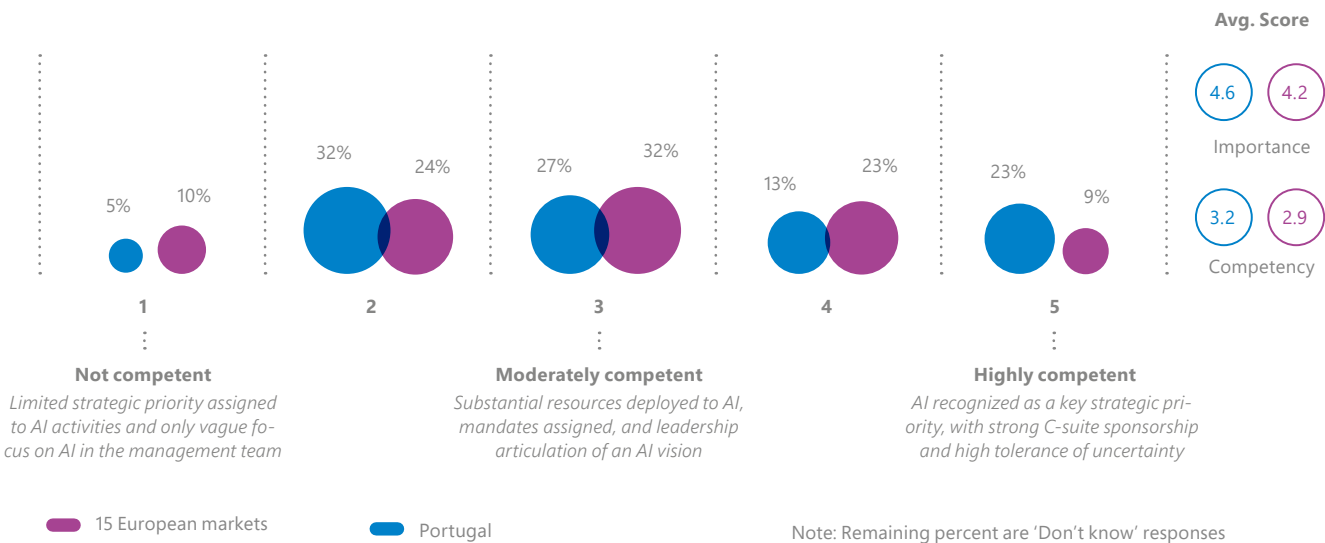 Avg. Score
4.6 4.2
Importance
32% 24%
27% 32%
13% 23%
23% 9%
5% 10%
3.2 2.9
Competency
1 2 3 4 5
Not competent
Limited strategic priority assigned
to AI activities and only vague fo-
cus on AI in the management team
Moderately competent
Substantial resources deployed to AI,
mandates assigned, and leadership
articulation of an AI vision
Highly competent
AI recognized as a key strategic pri-
ority, with strong C-suite sponsorship
and high tolerance of uncertainty
15 European markets
Portugal
Note: Remaining percent are ‘Don’t know’ responses